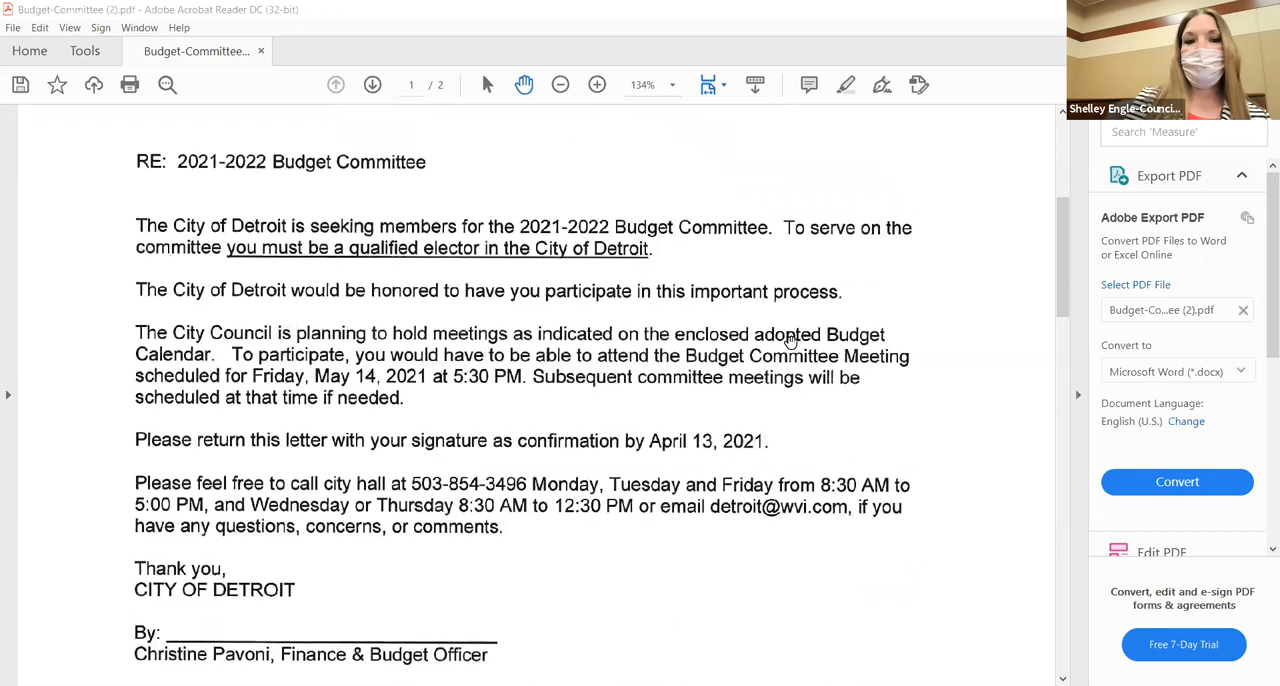 Budget-Committee (2).pdf - Adobe Acrobat Reader DC (32-bit)
File Edit View Sign Window Help
Home Tools Budget-Committee... ×
1 / 2 134%
Shelley Engle-Counci...
RE: 2021-2022 Budget Committee
The City of Detroit is seeking members for the 2021-2022 Budget Committee. To serve on the
committee you must be a qualified elector in the City of Detroit.
The City of Detroit would be honored to have you participate in this important process.
The City Council is planning to hold meetings as indicated on the enclosed adopted Budget
Calendar. To participate, you would have to be able to attend the Budget Committee Meeting
scheduled for Friday, May 14, 2021 at 5:30 PM. Subsequent committee meetings will be
scheduled at that time if needed.
Please return this letter with your signature as confirmation by April 13, 2021.
Please feel free to call city hall at 503-854-3496 Monday, Tuesday and Friday from 8:30 AM to
5:00 PM, and Wednesday or Thursday 8:30 AM to 12:30 PM or email detroit@wvi.com, if you
have any questions, concerns, or comments.
Thank you,
CITY OF DETROIT
By:
Christine Pavoni, Finance & Budget Officer
Search 'Measure'
Export PDF
Adobe Export PDF
Convert PDF Files to Word
or Excel Online
Select PDF File
Budget-Co...ee (2).pdf
Convert to
Microsoft Word (*.docx)
Document Language:
English (U.S.) Change
Convert
Edit PDF
Convert, edit and e-sign PDF
forms & agreements
Free 7-Day Trial